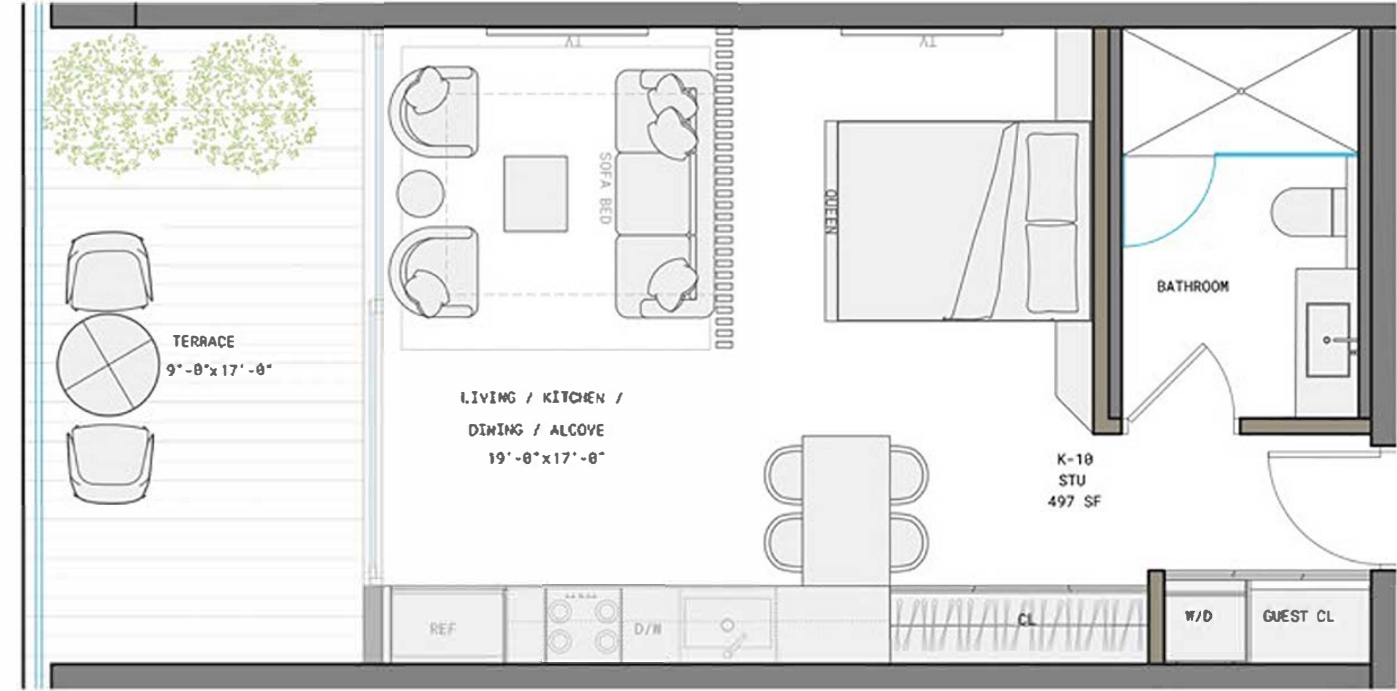 TV
TV
SOFA BED
QUEEN
BATHROOM
TERRACE
9'-0"x17'-0"
LIVING / KITCHEN /
DINING / ALCOVE
19'-0"x17'-0"
K-10
STU
497 SF
REF
D/W
CL
W/D
GUEST CL